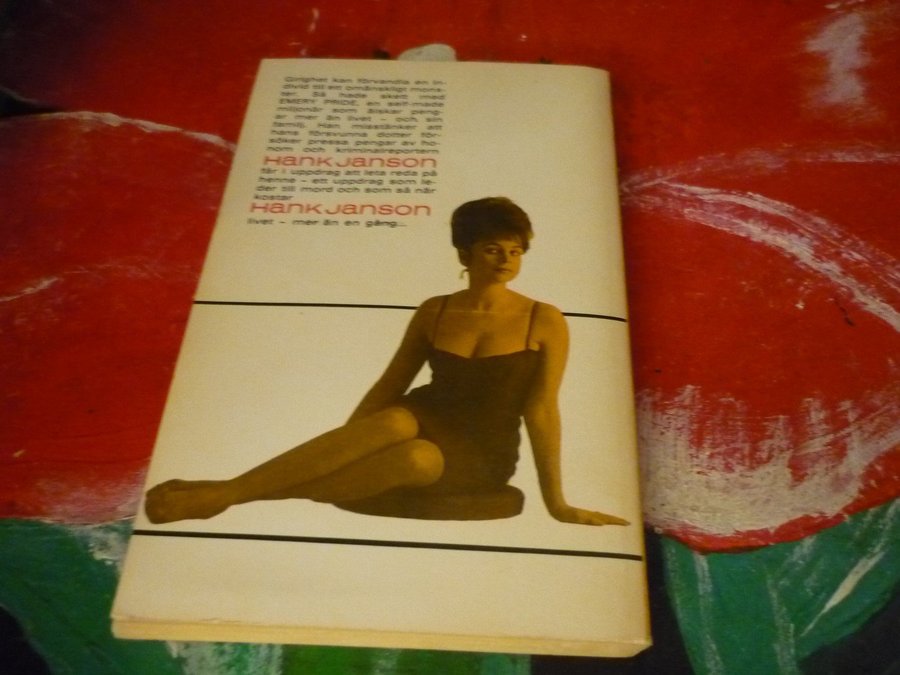 Girighet kan förvandla en in-
divid till ett omänskligt mons-
ter. Så hade skett med
EMERY PRIDE, en self-made
miljonär som älskar peng-
ar mer än livet – och sin
familj. Han misstänker att
hans försvunna dotter för-
söker pressa pengar av ho-
nom och kriminalreportern
HANK JANSON
får i uppdrag att leta reda på
henne – ett uppdrag som le-
der till mord och som så när
kostar
HANK JANSON
livet – mer än en gång...